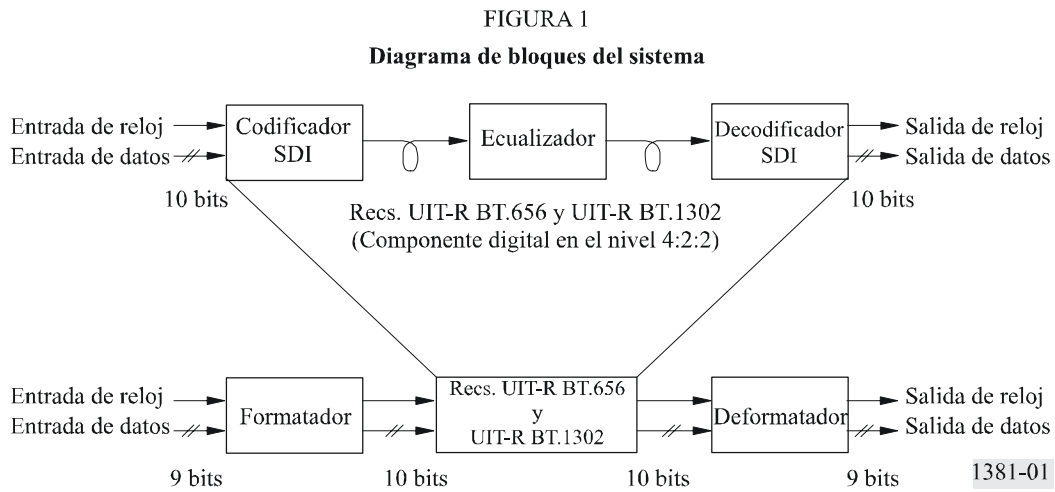 FIGURA 1
Diagrama de bloques del sistema
Entrada de reloj
Entrada de datos
10 bits
Codificador
SDI
Ecualizador
Decodificador
SDI
Salida de reloj
Salida de datos
10 bits
Recs. UIT-R BT.656 y UIT-R BT.1302
(Componente digital en el nivel 4:2:2)
Entrada de reloj
Entrada de datos
9 bits
Formatador
10 bits
Recs. UIT-R BT.656
y
UIT-R BT.1302
10 bits
Deformatador
Salida de reloj
Salida de datos
9 bits
1381-01